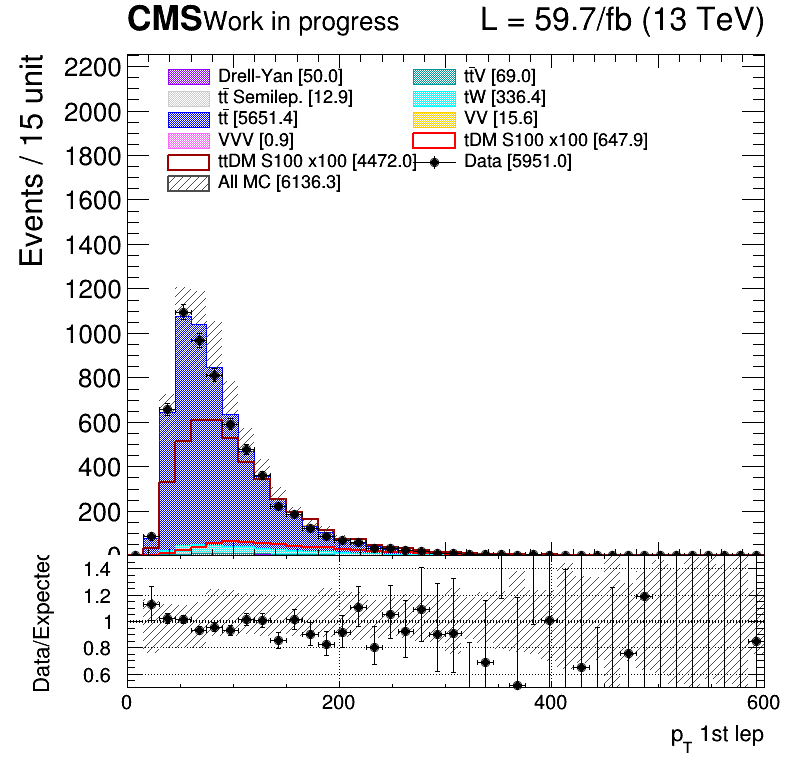 CMS Work in progress L = 59.7/fb (13 TeV)
Events / 15 unit
2200
2000
1800
1600
1400
1200
1000
800
600
400
200
0
Drell-Yan [50.0]
tt̄V [69.0]
tt̄ Semilep. [12.9]
tW [336.4]
tt̄ [5651.4]
VV [15.6]
VVV [0.9]
tDM S100 x100 [647.9]
ttDM S100 x100 [4472.0]
Data [5951.0]
All MC [6136.3]
Data/Expected
1.4
1.2
1
0.8
0.6
0 200 400 600
p_T 1st lep